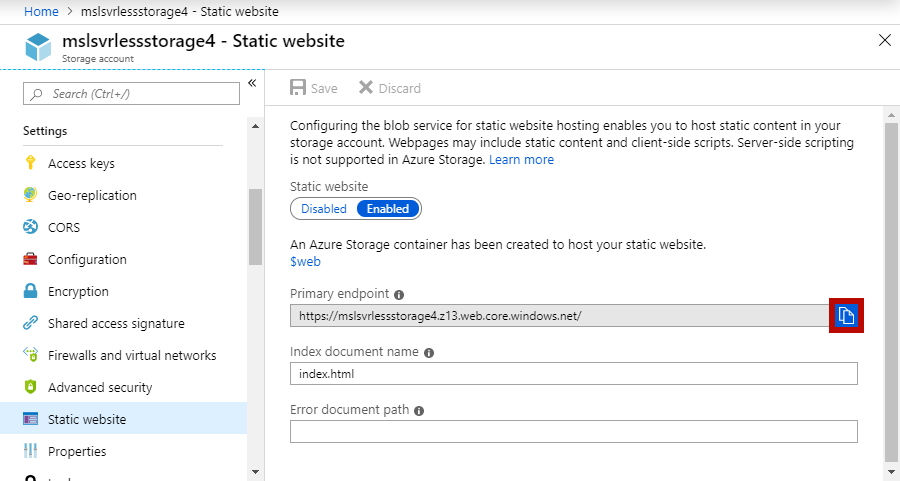 Home > mslsvrlessstorage4 - Static website
mslsvrlessstorage4 - Static website
Storage account
Search (Ctrl+/)
Settings
Access keys
Geo-replication
CORS
Configuration
Encryption
Shared access signature
Firewalls and virtual networks
Advanced security
Static website
Properties
Save Discard
Configuring the blob service for static website hosting enables you to host static content in your
storage account. Webpages may include static content and client-side scripts. Server-side scripting
is not supported in Azure Storage. Learn more
Static website
Disabled Enabled
An Azure Storage container has been created to host your static website.
$web
Primary endpoint
https://mslsvrlessstorage4.z13.web.core.windows.net/
Index document name
index.html
Error document path